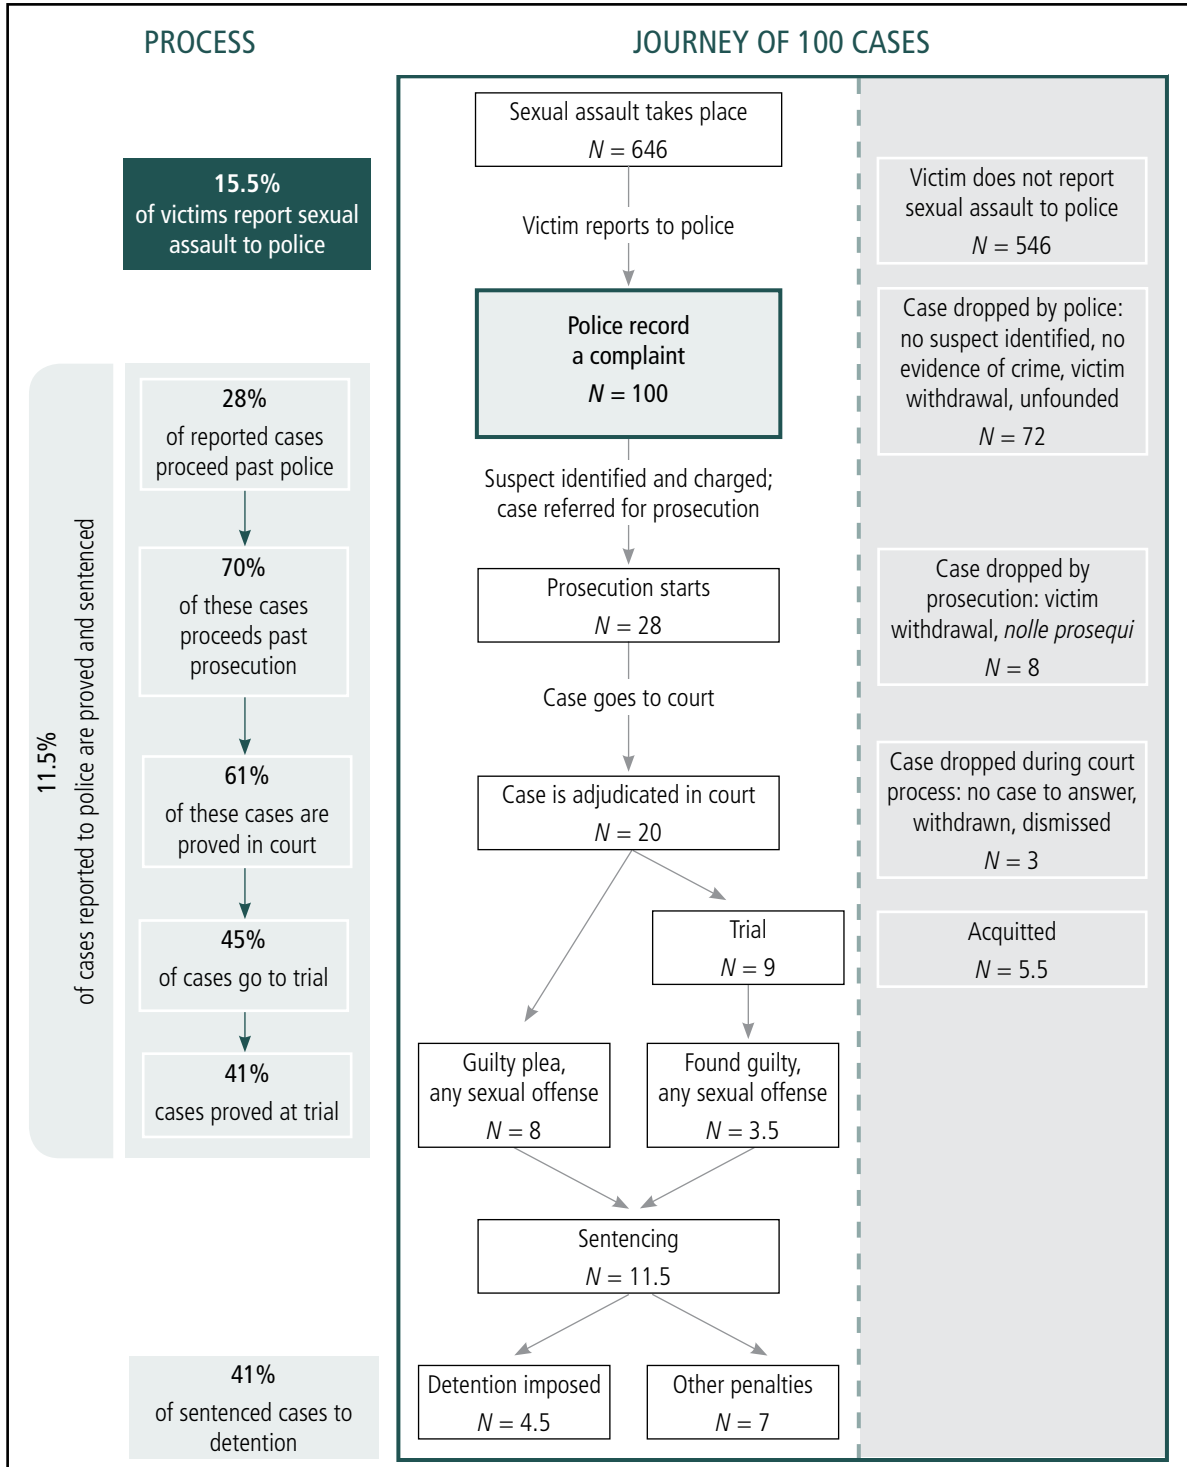 PROCESS
JOURNEY OF 100 CASES
15.5%
of victims report sexual
assault to police
11.5%
of cases reported to police are proved and sentenced
28%
of reported cases
proceed past police
70%
of these cases
proceeds past
prosecution
61%
of these cases are
proved in court
45%
of cases go to trial
41%
cases proved at trial
41%
of sentenced cases to
detention
Sexual assault takes place
N = 646
Victim reports to police
Police record
a complaint
N = 100
Suspect identified and charged;
case referred for prosecution
Prosecution starts
N = 28
Case goes to court
Case is adjudicated in court
N = 20
Trial
N = 9
Guilty plea,
any sexual offense
N = 8
Found guilty,
any sexual offense
N = 3.5
Sentencing
N = 11.5
Detention imposed
N = 4.5
Other penalties
N = 7
Victim does not report
sexual assault to police
N = 546
Case dropped by police:
no suspect identified, no
evidence of crime, victim
withdrawal, unfounded
N = 72
Case dropped by
prosecution: victim
withdrawal, nolle prosequi
N = 8
Case dropped during court
process: no case to answer,
withdrawn, dismissed
N = 3
Acquitted
N = 5.5